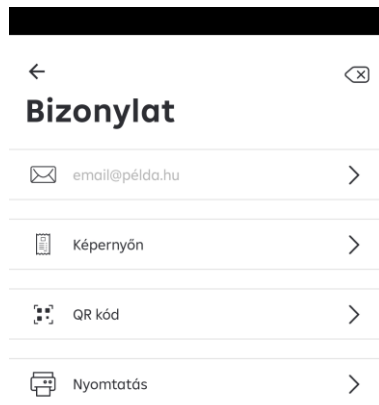 Bizonylat
email@példa.hu
Képernyőn
QR kód
Nyomtatás